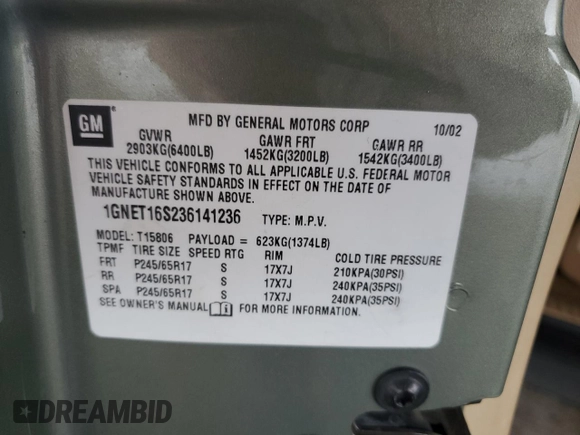 GM
MFD BY GENERAL MOTORS CORP 10/02
GVWR GAWR FRT GAWR RR
2903KG(6400LB) 1452KG(3200LB) 1542KG(3400LB)
THIS VEHICLE CONFORMS TO ALL APPLICABLE U.S. FEDERAL MOTOR
VEHICLE SAFETY STANDARDS IN EFFECT ON THE DATE OF
MANUFACTURE SHOWN ABOVE.
1GNET16S236141236 TYPE: M.P.V.
MODEL: T15806 PAYLOAD = 623KG(1374LB)
TPMF TIRE SIZE SPEED RTG RIM COLD TIRE PRESSURE
FRT P245/65R17 S 17X7J 210KPA(30PSI)
RR P245/65R17 S 17X7J 240KPA(35PSI)
SPA P245/65R17 S 17X7J 240KPA(35PSI)
SEE OWNER'S MANUAL FOR MORE INFORMATION.
DREAMBID